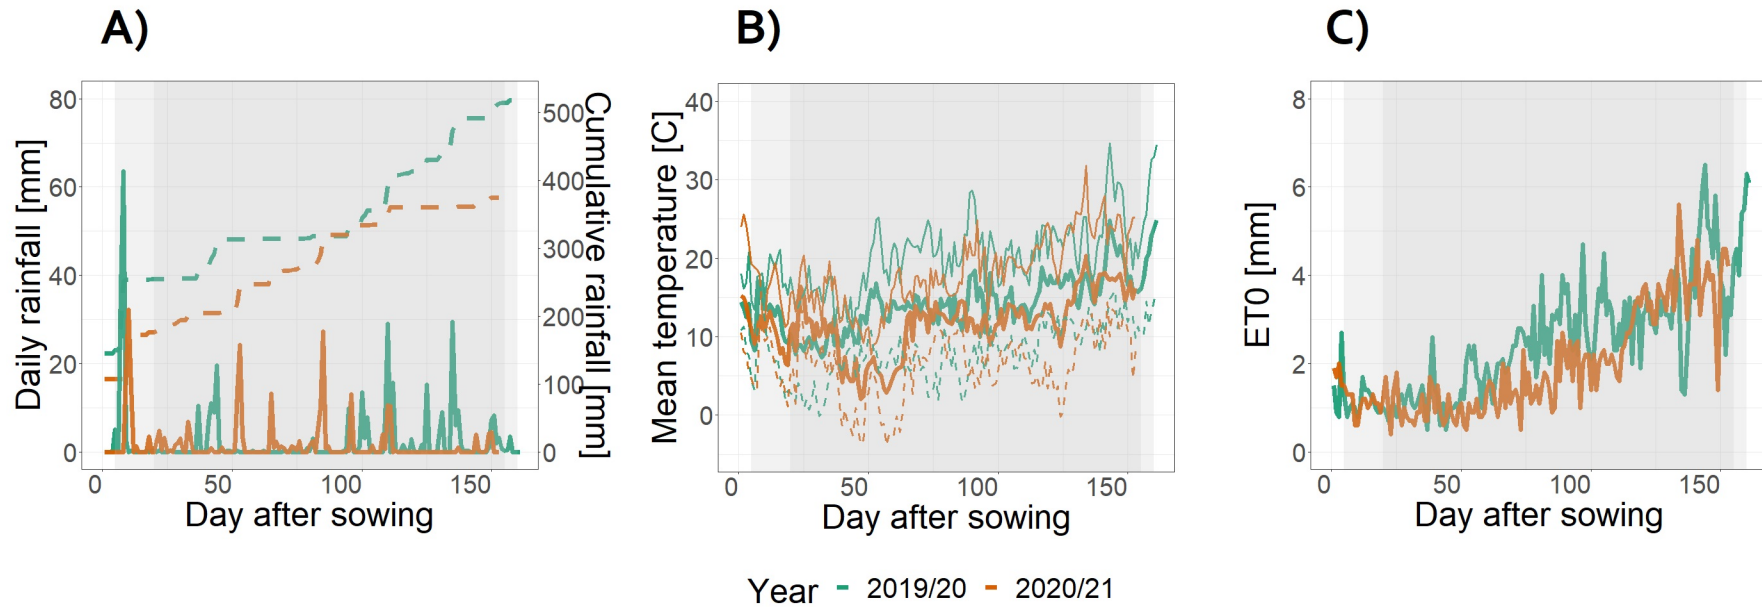 A)
B)
C)
Daily rainfall [mm]
80
60
40
20
0
Cumulative rainfall [mm]
500
400
300
200
100
0
0 50 100 150
Day after sowing
Mean temperature [C]
40
30
20
10
0
0 50 100 150
Day after sowing
ET0 [mm]
8
6
4
2
0
0 50 100 150
Day after sowing
Year 2019/20 2020/21